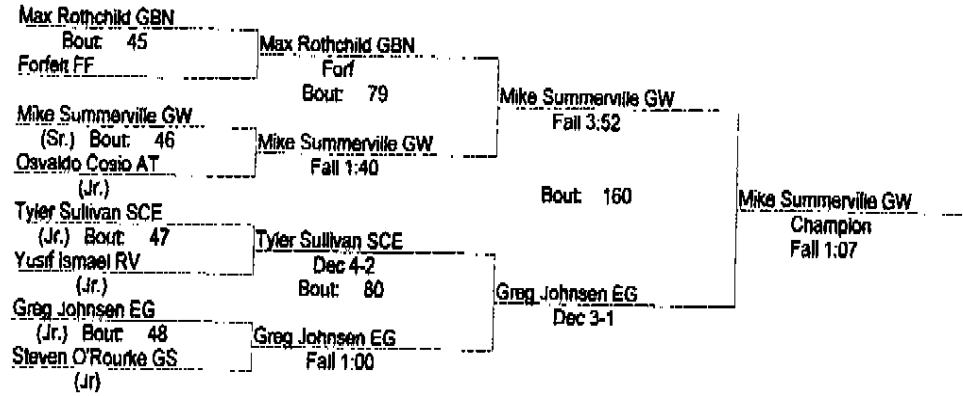 Max Rothchild GBN
Bout: 45
Forfeit FF
Max Rothchild GBN
Forf
Bout: 79
Mike Summerville GW
(Sr.) Bout: 46
Osvaldo Cosio AT
(Jr.)
Mike Summerville GW
Fall 1:40
Mike Summerville GW
Fall 3:52
Bout: 160
Tyler Sullivan SCE
(Jr.) Bout: 47
Yusif Ismael RV
(Jr.)
Tyler Sullivan SCE
Dec 4-2
Bout: 80
Greg Johnsen EG
(Jr.) Bout: 48
Steven O'Rourke GS
(Jr)
Greg Johnsen EG
Fall 1:00
Greg Johnsen EG
Dec 3-1
Mike Summerville GW
Champion
Fall 1:07